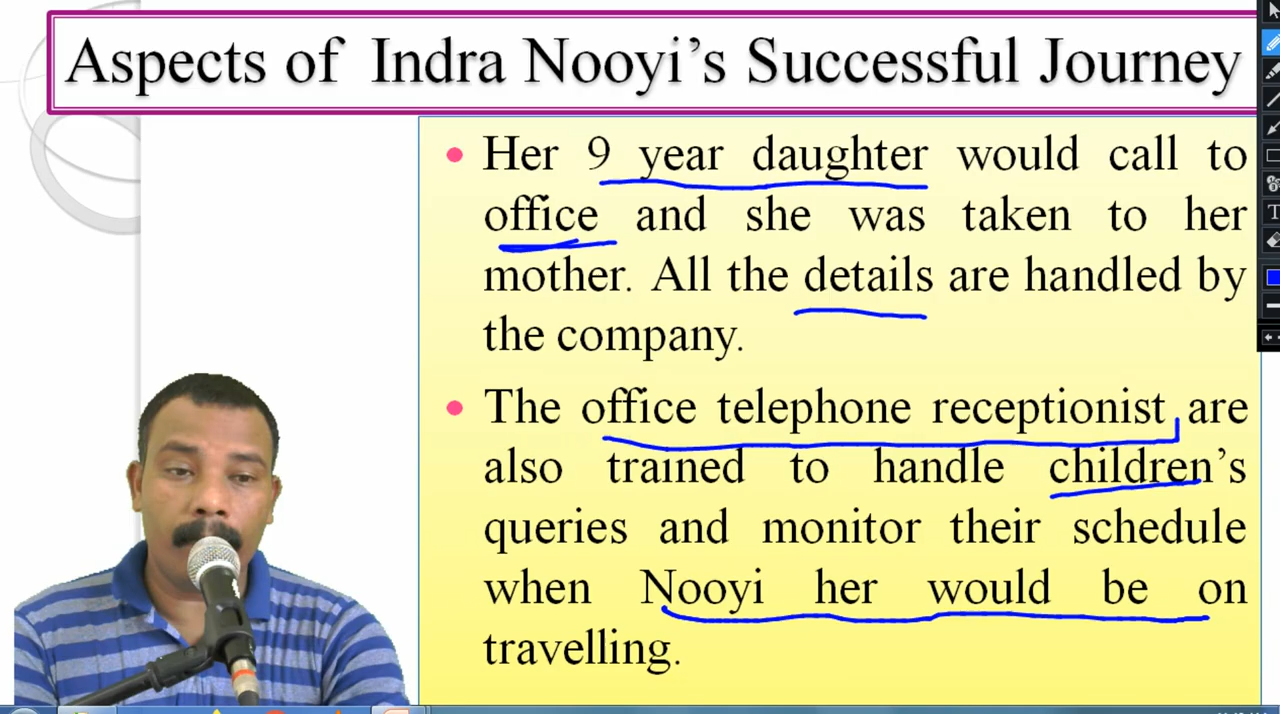 Aspects of Indra Nooyi’s Successful Journey
• Her 9 year daughter would call to
office and she was taken to her
mother. All the details are handled by
the company.
• The office telephone receptionist are
also trained to handle children’s
queries and monitor their schedule
when Nooyi her would be on
travelling.